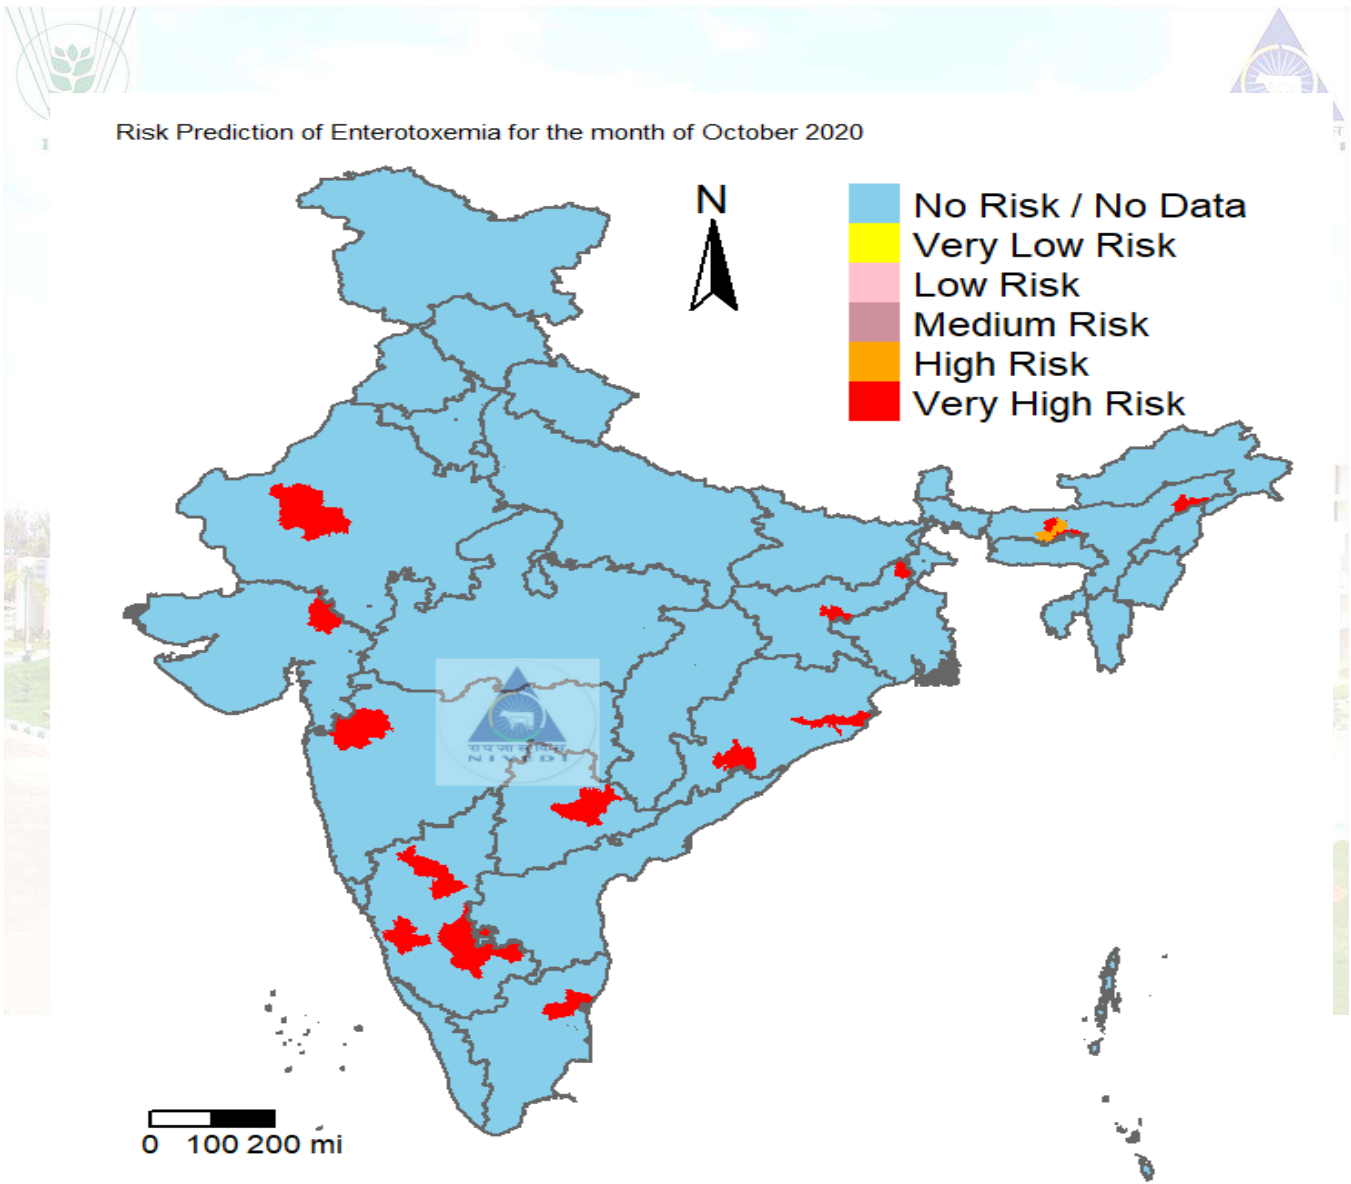 Risk Prediction of Enterotoxemia for the month of October 2020
N
No Risk / No Data
Very Low Risk
Low Risk
Medium Risk
High Risk
Very High Risk
NIVEDI
0 100 200 mi